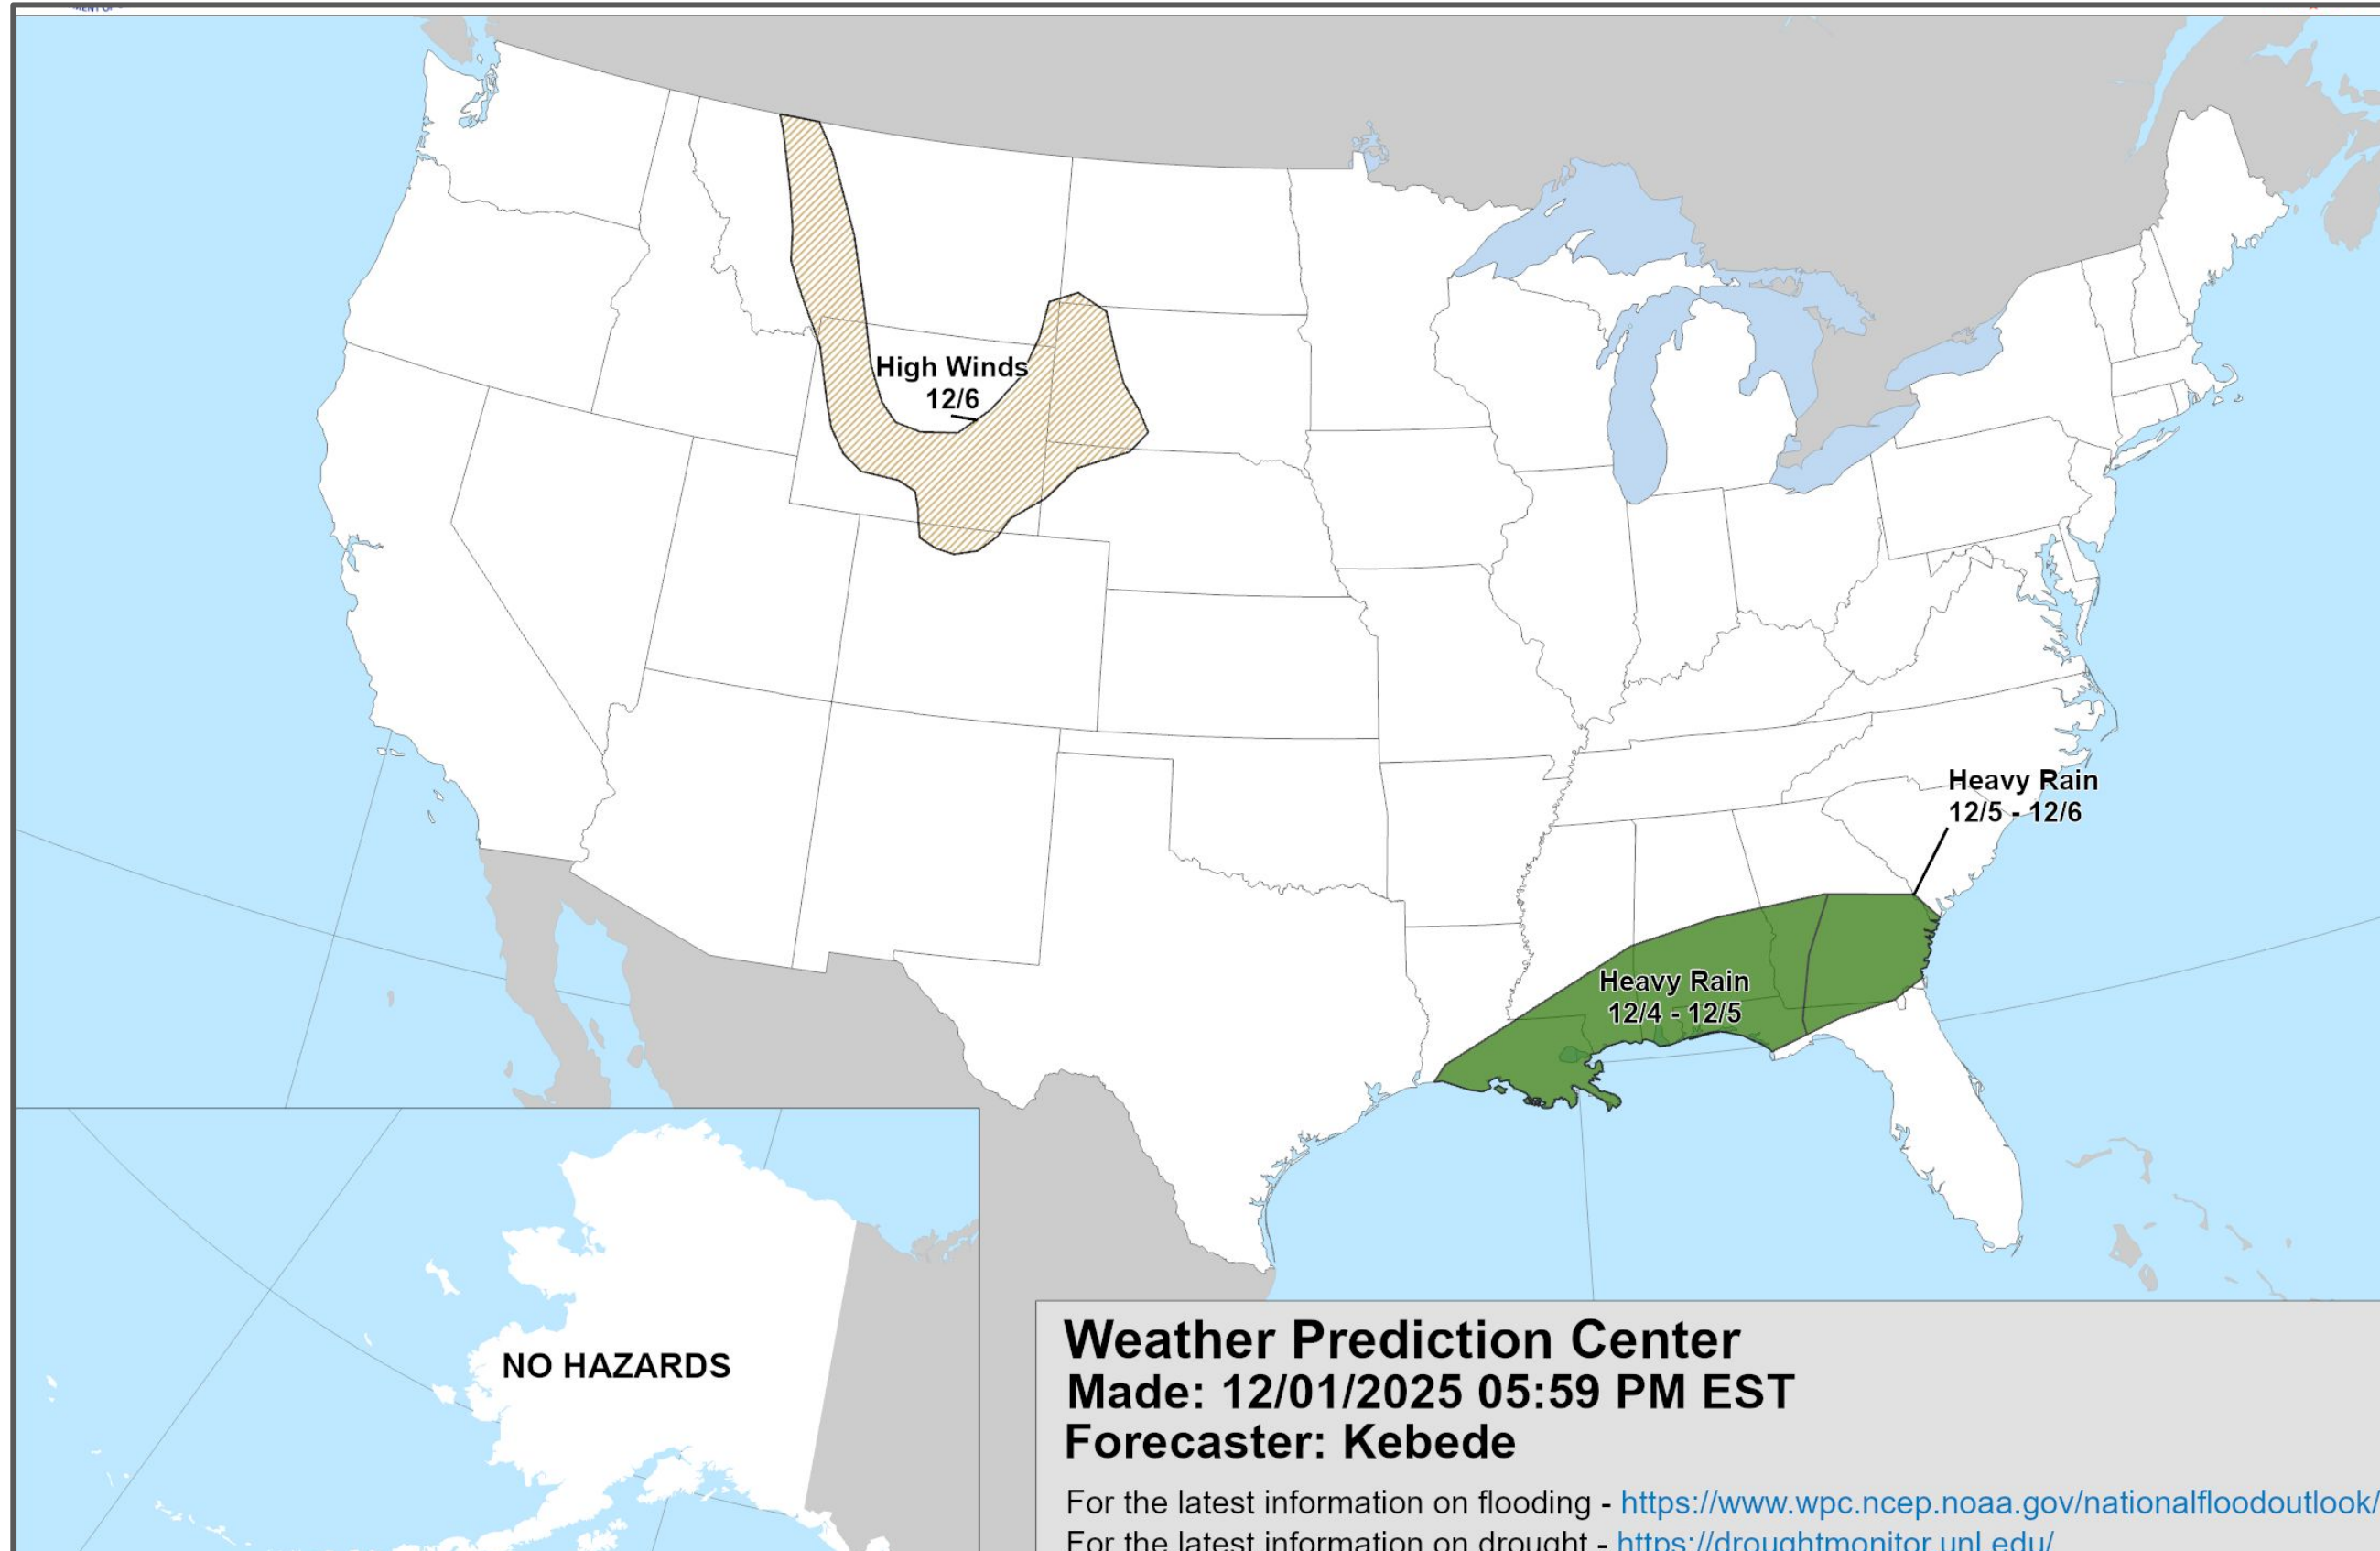 High Winds
12/6
Heavy Rain
12/5 - 12/6
Heavy Rain
12/4 - 12/5
NO HAZARDS
Weather Prediction Center
Made: 12/01/2025 05:59 PM EST
Forecaster: Kebede
For the latest information on flooding - https://www.wpc.ncep.noaa.gov/nationalfloodoutlook/
For the latest information on drought - https://droughtmonitor.unl.edu/